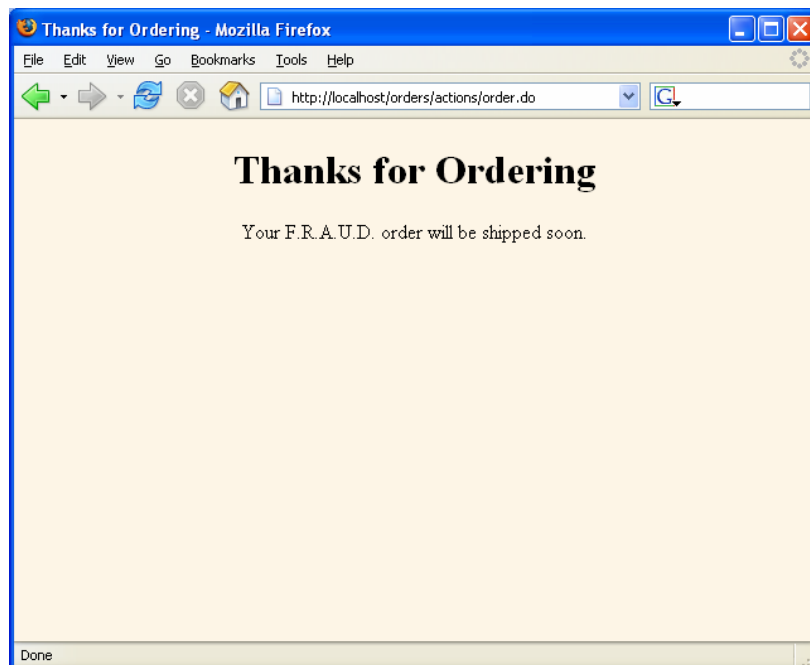 Thanks for Ordering - Mozilla Firefox
File Edit View Go Bookmarks Tools Help
http://localhost/orders/actions/order.do G
Thanks for Ordering
Your F.R.A.U.D. order will be shipped soon.
Done